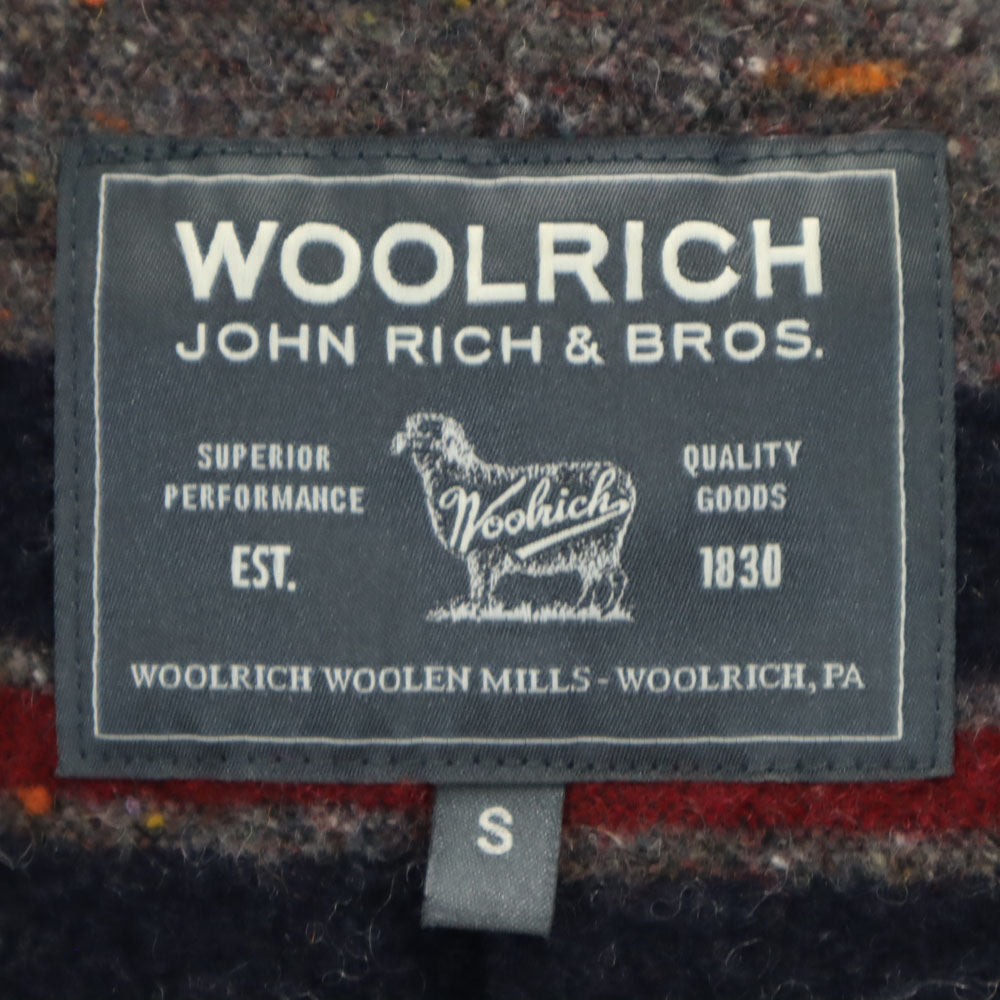 WOOLRICH
JOHN RICH & BROS.
SUPERIOR
PERFORMANCE
EST.
Woolrich
QUALITY
GOODS
1830
WOOLRICH WOOLEN MILLS - WOOLRICH, PA
S